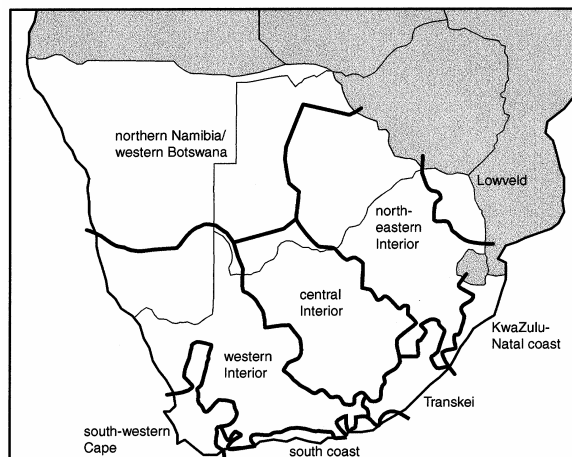 northern Namibia/
western Botswana
Lowveld
north-
eastern
Interior
central
Interior
KwaZulu-
Natal coast
western
Interior
Transkei
south-western
Cape
south coast